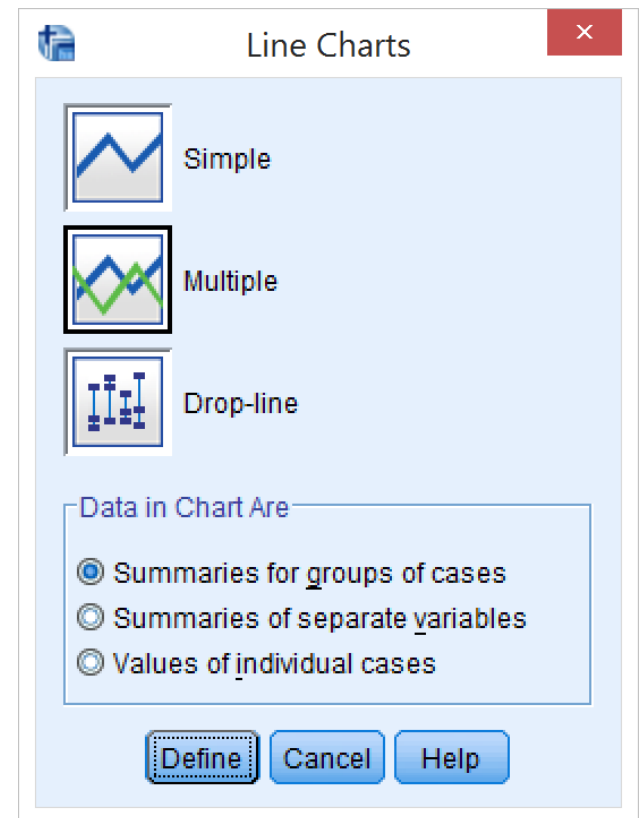 Line Charts
Simple
Multiple
Drop-line
Data in Chart Are
Summaries for groups of cases
Summaries of separate variables
Values of individual cases
Define Cancel Help